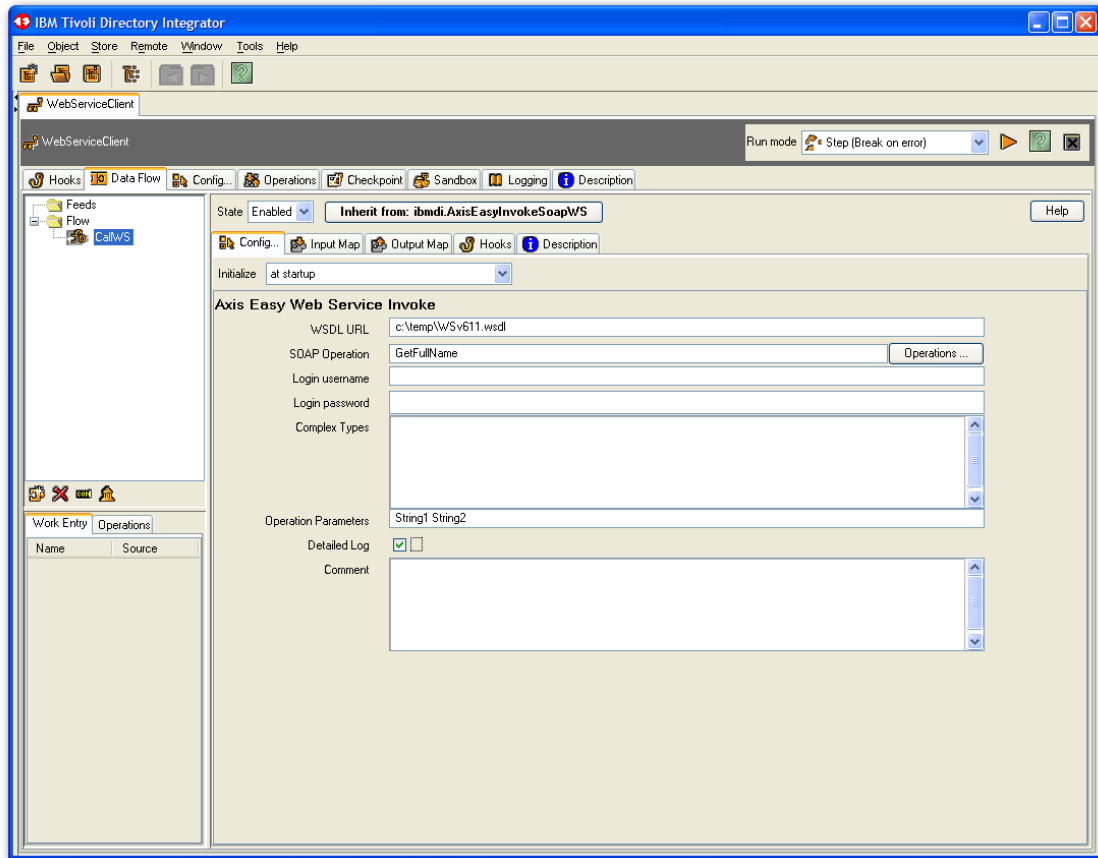 IBM Tivoli Directory Integrator
File Object Store Remote Window Tools Help
WebServiceClient
WebServiceClient
Run mode Step (Break on error)
Hooks Data Flow Config... Operations Checkpoint Sandbox Logging Description
Feeds
Flow
CallWS
State Enabled Inherit from: ibmdi.AxisEasyInvokeSoapWS Help
Config... Input Map Output Map Hooks Description
Initialize at startup
Axis Easy Web Service Invoke
WSDL URL c:\temp\WSv611.wsdl
SOAP Operation GetFullName Operations ...
Login username
Login password
Complex Types
Operation Parameters String1 String2
Detailed Log
Comment
Work Entry Operations
Name Source